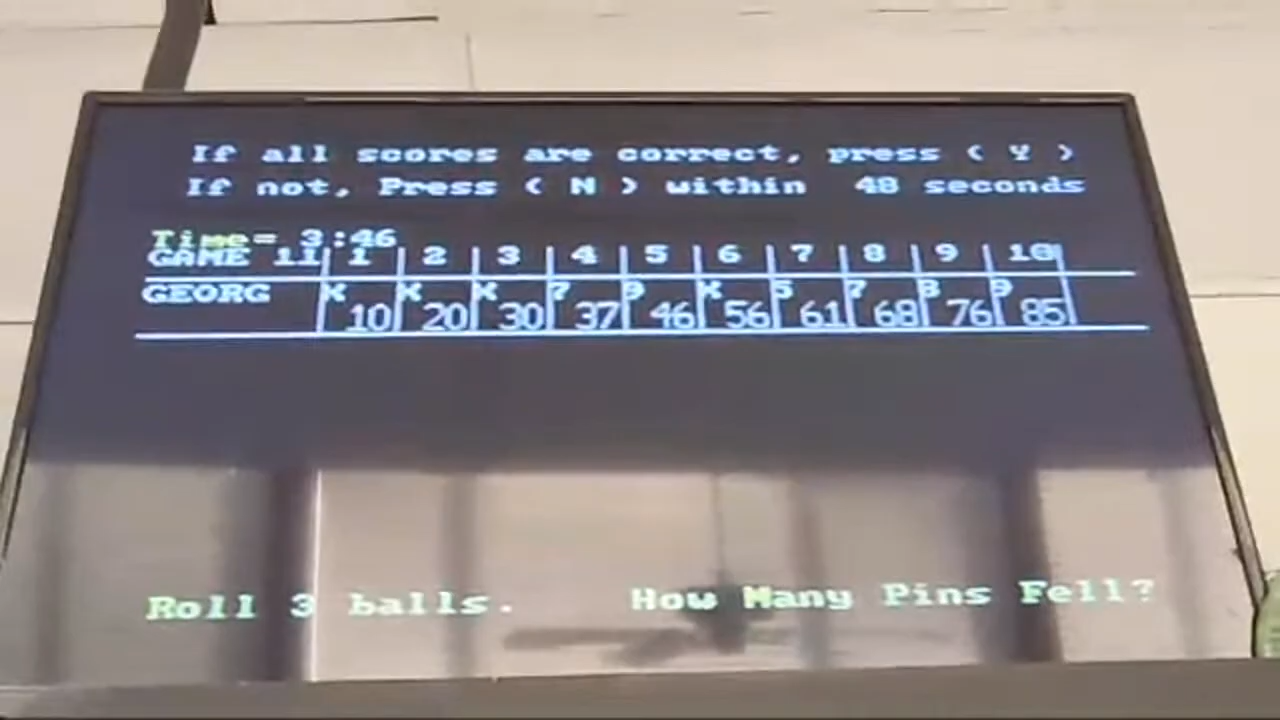 If all scores are correct, press ( Y )
If not, Press ( N ) within 48 seconds
Time= 3:46
GAME 11 1 2 3 4 5 6 7 8 9 10
GEORG X X X 7 9 X 5 7 8 9
10 20 30 37 46 56 61 68 76 85
Roll 3 balls. How Many Pins Fell?